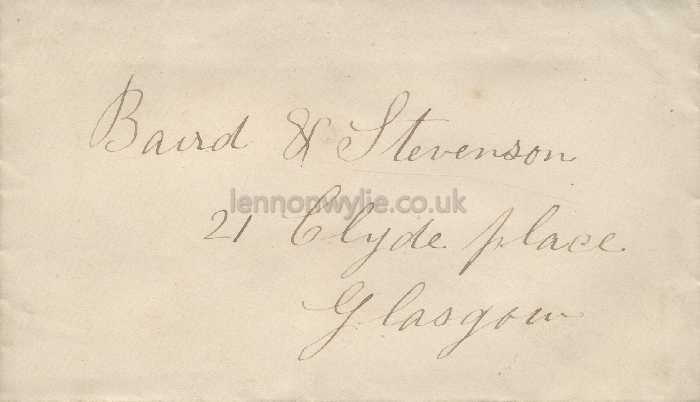 Baird & Stevenson
lennonwylie.co.uk
21 Clyde place.
Glasgow